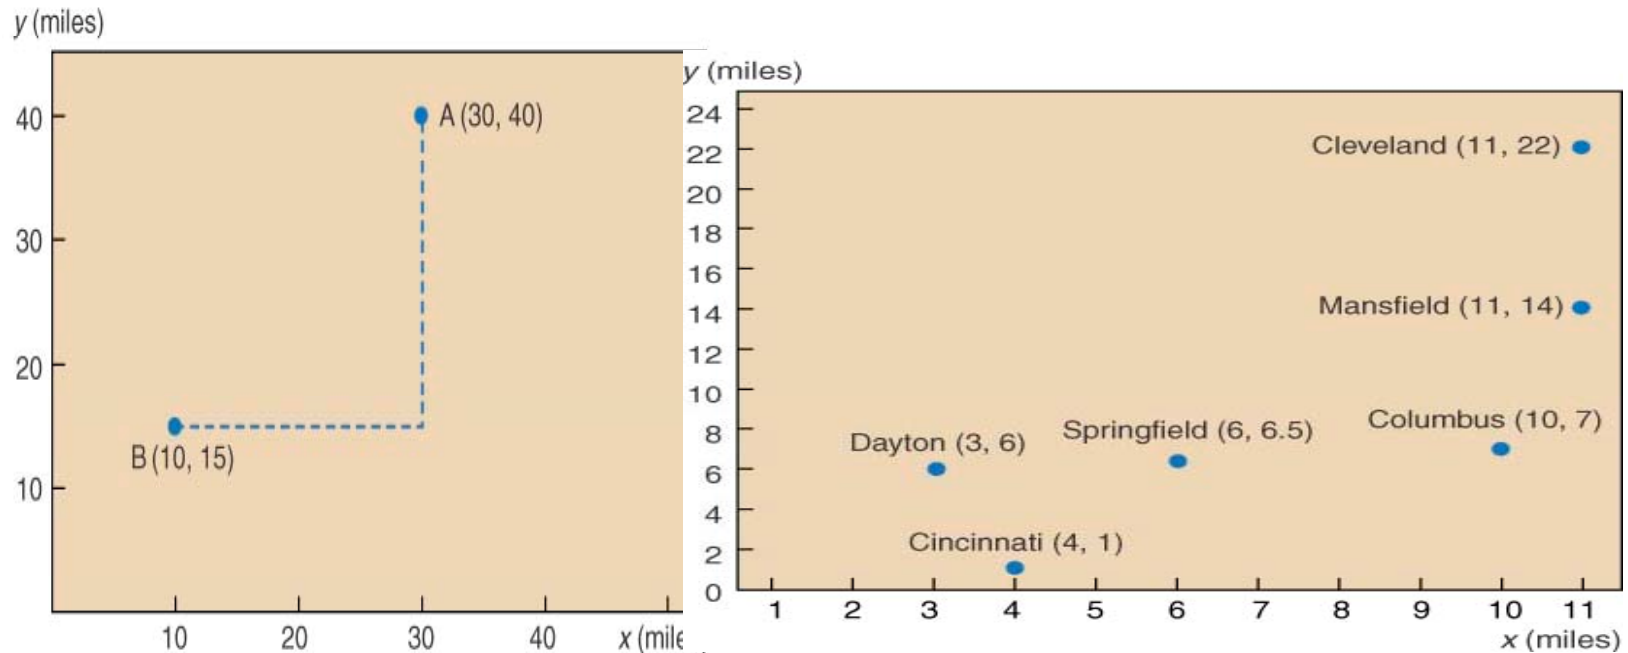 y (miles)
40
30
20
10
A (30, 40)
B (10, 15)
10 20 30 40 x (mile
y (miles)
24
22
20
18
16
14
12
10
8
6
4
2
0
Cleveland (11, 22)
Mansfield (11, 14)
Columbus (10, 7)
Springfield (6, 6.5)
Dayton (3, 6)
Cincinnati (4, 1)
1 2 3 4 5 6 7 8 9 10 11
x (miles)